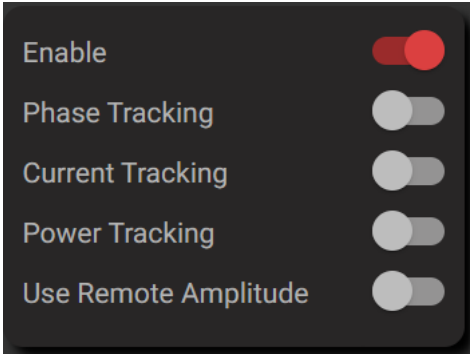 Enable
Phase Tracking
Current Tracking
Power Tracking
Use Remote Amplitude